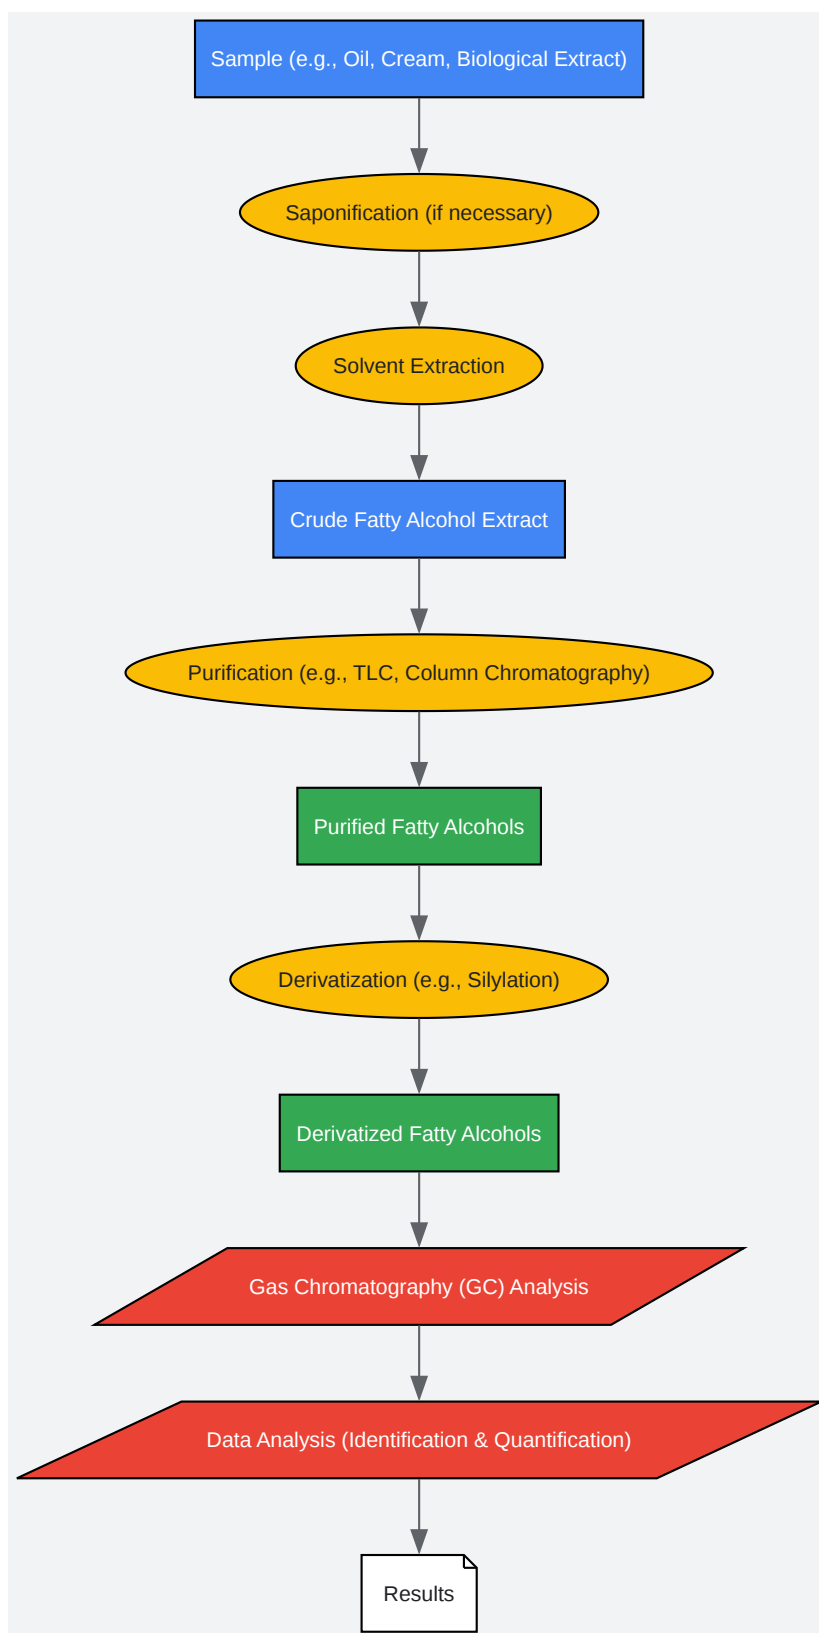 Sample (e.g., Oil, Cream, Biological Extract)
Saponification (if necessary)
Solvent Extraction
Crude Fatty Alcohol Extract
Purification (e.g., TLC, Column Chromatography)
Purified Fatty Alcohols
Derivatization (e.g., Silylation)
Derivatized Fatty Alcohols
Gas Chromatography (GC) Analysis
Data Analysis (Identification & Quantification)
Results